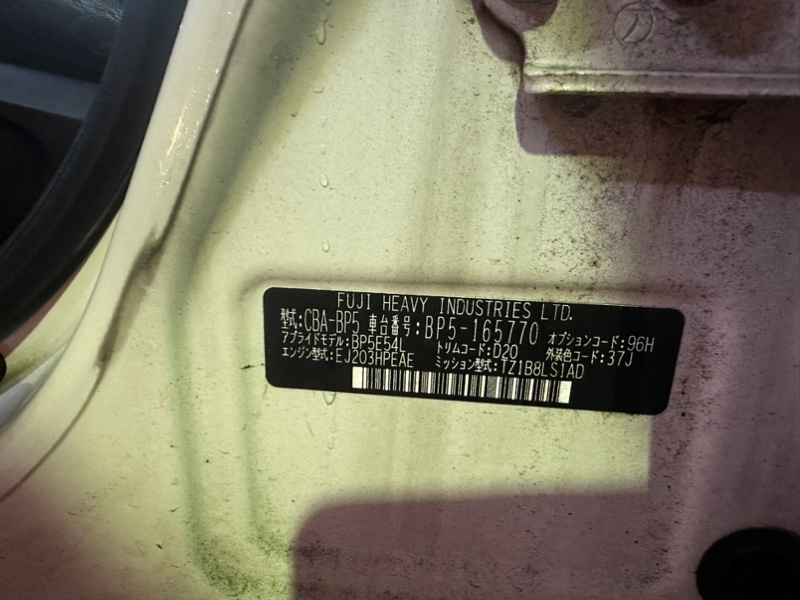 FUJI HEAVY INDUSTRIES LTD.
型式:CBA-BP5 車台番号:BP5-165770 オプションコード:96H
アプライドモデル:BP5E54L トリムコード:D20 外装色コード:37J
エンジン型式:EJ203HPEAE ミッション型式:TZ1B8LS1AD